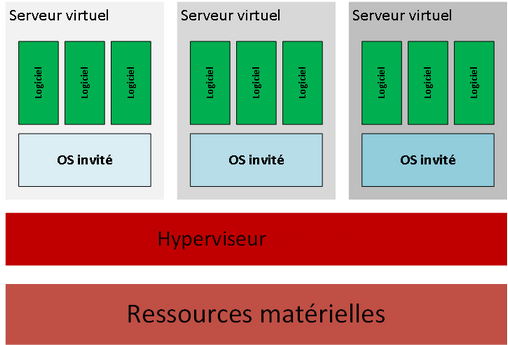 Serveur virtuel
Logiciel
Logiciel
Logiciel
OS invité
Serveur virtuel
Logiciel
Logiciel
Logiciel
OS invité
Serveur virtuel
Logiciel
Logiciel
Logiciel
OS invité
Hyperviseur
Ressources matérielles